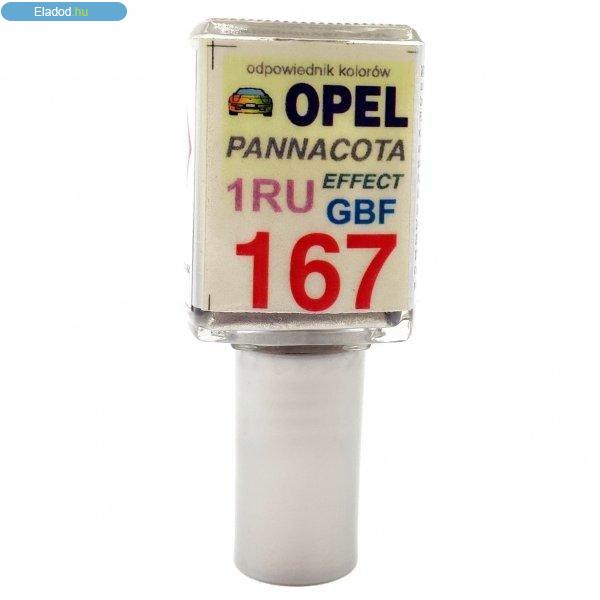 Eladod.hu
odpowiednik kolorów
OPEL
PANNACOTA
EFFECT
1RU
GBF
167